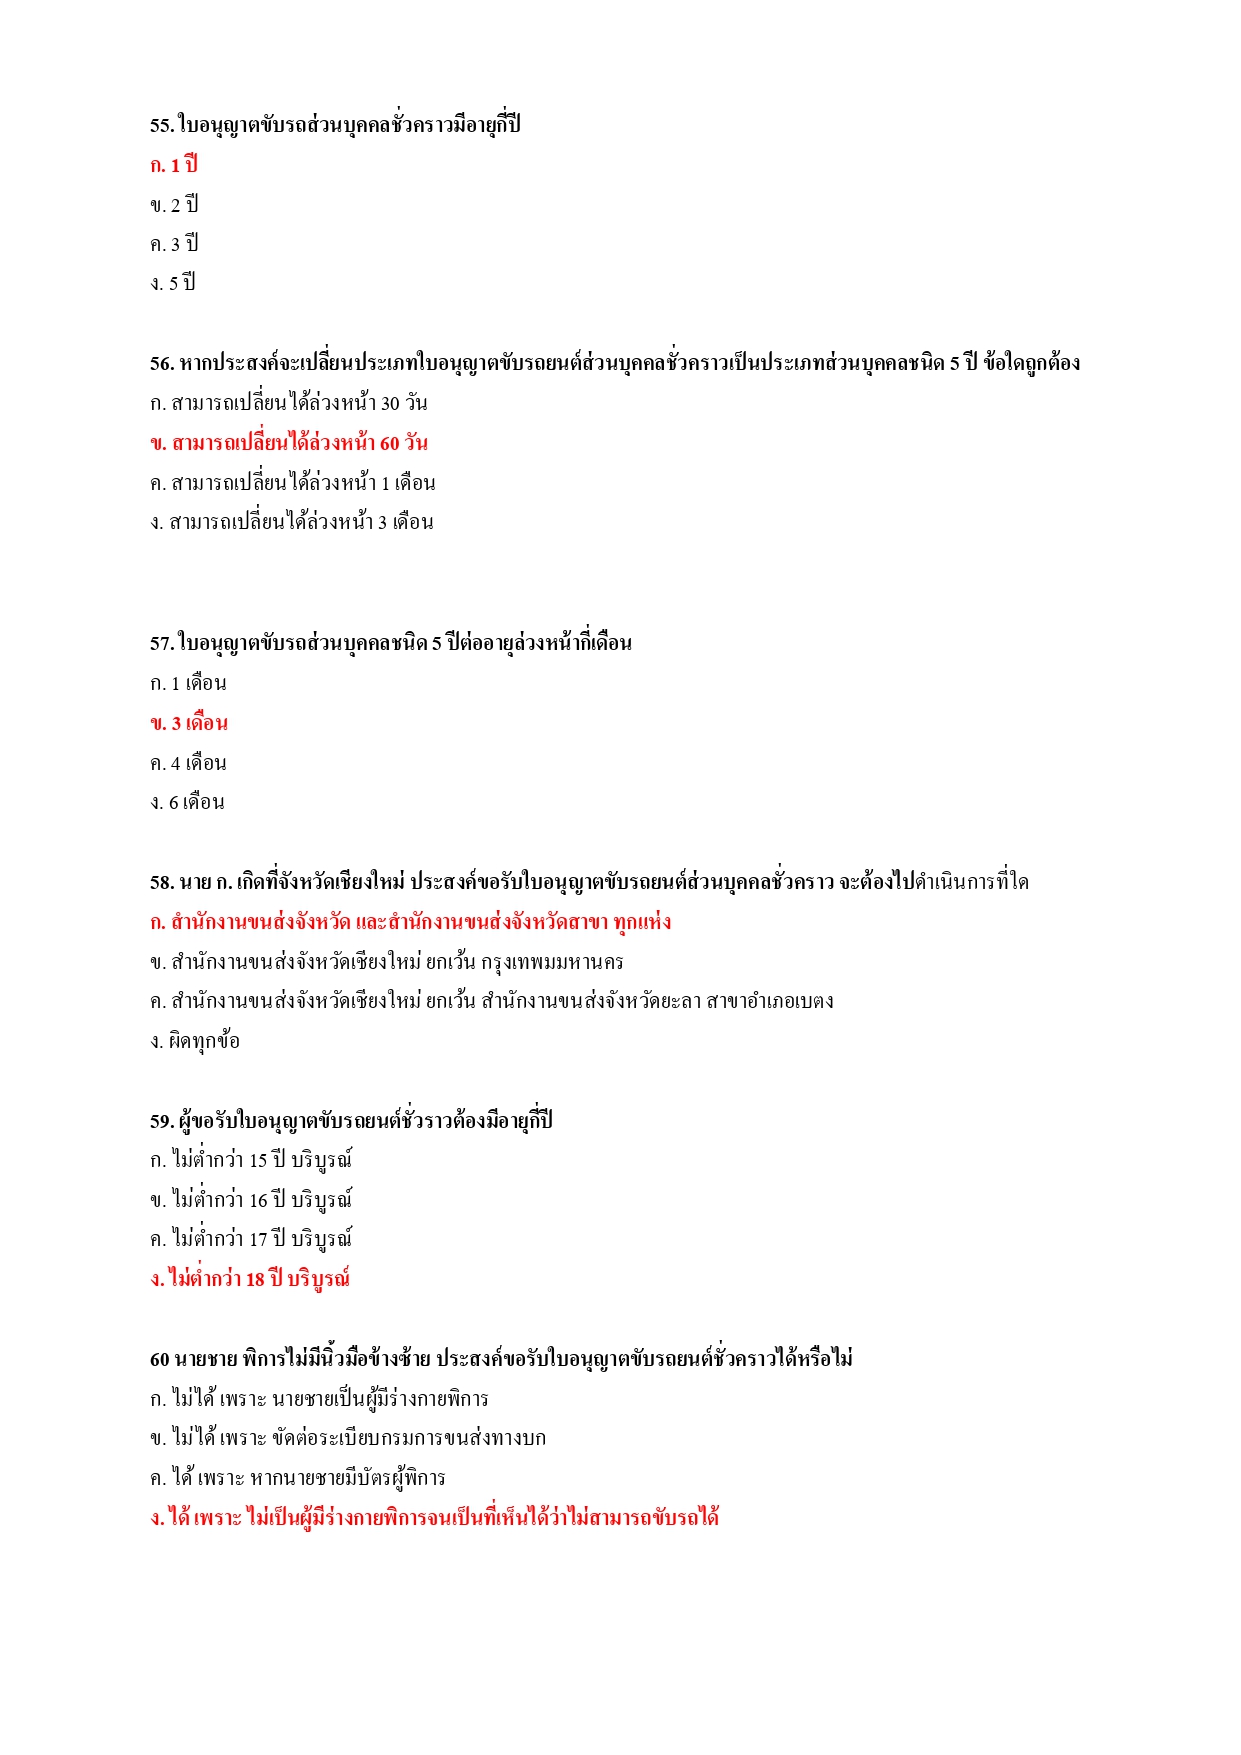 55. ใบอนุญาตขับรถส่วนบุคคลชั่วคราวมีอายุกี่ปี
ก. 1 ปี
ข. 2 ปี
ค. 3 ปี
ง. 5 ปี
56. หากประสงค์จะเปลี่ยนประเภทใบอนุญาตขับรถยนต์ส่วนบุคคลชั่วคราวเป็นประเภทส่วนบุคคลชนิด 5 ปี ข้อใดถูกต้อง
ก. สามารถเปลี่ยนได้ล่วงหน้า 30 วัน
ข. สามารถเปลี่ยนได้ล่วงหน้า 60 วัน
ค. สามารถเปลี่ยนได้ล่วงหน้า 1 เดือน
ง. สามารถเปลี่ยนได้ล่วงหน้า 3 เดือน
57. ใบอนุญาตขับรถส่วนบุคคลชนิด 5 ปีต่ออายุล่วงหน้ากี่เดือน
ก. 1 เดือน
ข. 3 เดือน
ค. 4 เดือน
ง. 6 เดือน
58. นาย ก. เกิดที่จังหวัดเชียงใหม่ ประสงค์ขอรับใบอนุญาตขับรถยนต์ส่วนบุคคลชั่วคราว จะต้องไปดำเนินการที่ใด
ก. สำนักงานขนส่งจังหวัด และสำนักงานขนส่งจังหวัดสาขา ทุกแห่ง
ข. สำนักงานขนส่งจังหวัดเชียงใหม่ ยกเว้น กรุงเทพมมหานคร
ค. สำนักงานขนส่งจังหวัดเชียงใหม่ ยกเว้น สำนักงานขนส่งจังหวัดยะลา สาขาอำเภอเบตง
ง. ผิดทุกข้อ
59. ผู้ขอรับใบอนุญาตขับรถยนต์ชั่วราวต้องมีอายุกี่ปี
ก. ไม่ต่ำกว่า 15 ปี บริบูรณ์
ข. ไม่ต่ำกว่า 16 ปี บริบูรณ์
ค. ไม่ต่ำกว่า 17 ปี บริบูรณ์
ง. ไม่ต่ำกว่า 18 ปี บริบูรณ์
60 นายชาย พิการไม่มีนิ้วมือข้างซ้าย ประสงค์ขอรับใบอนุญาตขับรถยนต์ชั่วคราวได้หรือไม่
ก. ไม่ได้ เพราะ นายชายเป็นผู้มีร่างกายพิการ
ข. ไม่ได้ เพราะ ขัดต่อระเบียบกรมการขนส่งทางบก
ค. ได้ เพราะ หากนายชายมีบัตรผู้พิการ
ง. ได้ เพราะ ไม่เป็นผู้มีร่างกายพิการจนเป็นที่เห็นได้ว่าไม่สามารถขับรถได้